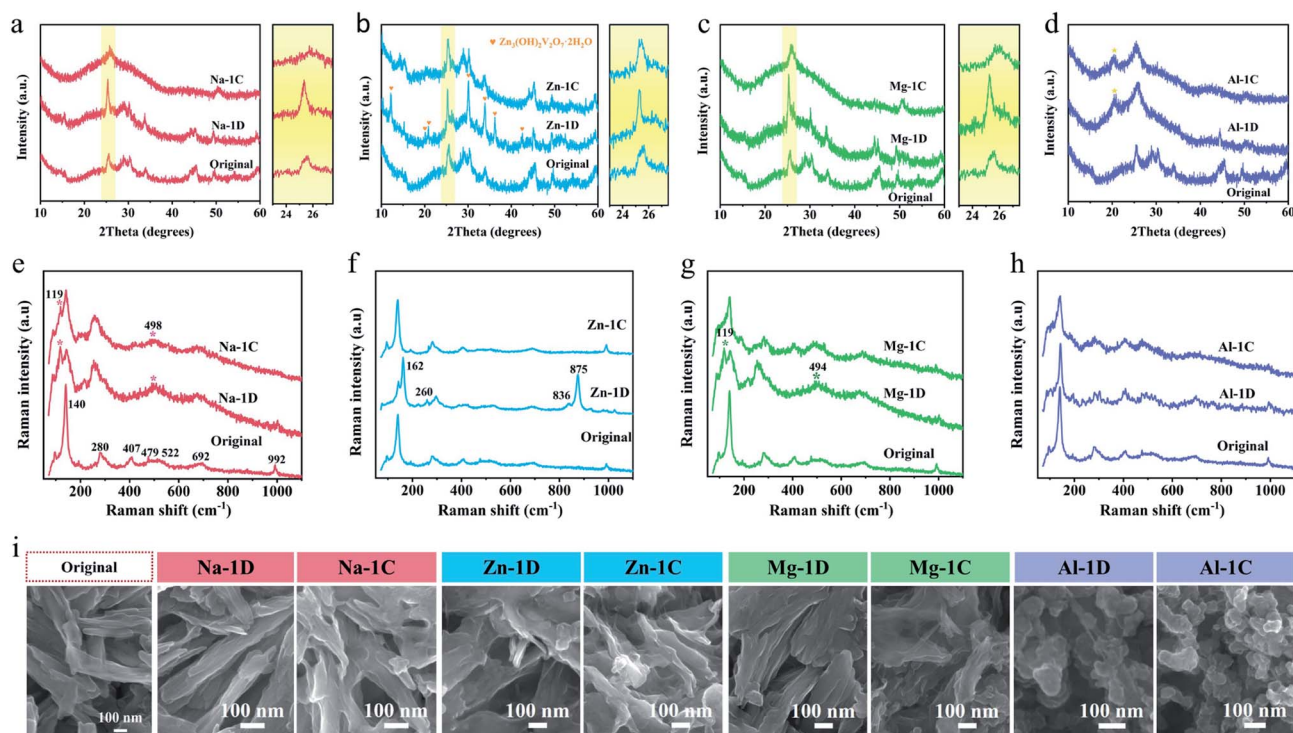 a
Intensity (a.u.)
Na-1C
Na-1D
Original
10 20 30 40 50 60
24 26
2Theta (degrees)
b
Intensity (a.u.)
♥ Zn₃(OH)₂V₂O₇·2H₂O
Zn-1C
Zn-1D
Original
10 20 30 40 50 60
24 26
2Theta (degrees)
c
Intensity (a.u.)
Mg-1C
Mg-1D
Original
10 20 30 40 50 60
24 26
2Theta (degrees)
d
Intensity (a.u.)
Al-1C
Al-1D
Original
10 20 30 40 50 60
2Theta (degrees)
e
Raman intensity (a.u)
119
*
498
*
Na-1C
*
*
Na-1D
140
Original
280 407 479 522 692 992
200 400 600 800 1000
Raman shift (cm⁻¹)
f
Raman intensity (a.u)
Zn-1C
162
260
836
875
Zn-1D
Original
200 400 600 800 1000
Raman shift (cm⁻¹)
g
Raman intensity (a.u)
Mg-1C
119
*
494
*
Mg-1D
Original
200 400 600 800 1000
Raman shift (cm⁻¹)
h
Raman intensity (a.u)
Al-1C
Al-1D
Original
200 400 600 800 1000
Raman shift (cm⁻¹)
i
Original Na-1D Na-1C Zn-1D Zn-1C Mg-1D Mg-1C Al-1D Al-1C
100 nm 100 nm 100 nm 100 nm 100 nm 100 nm 100 nm 100 nm 100 nm